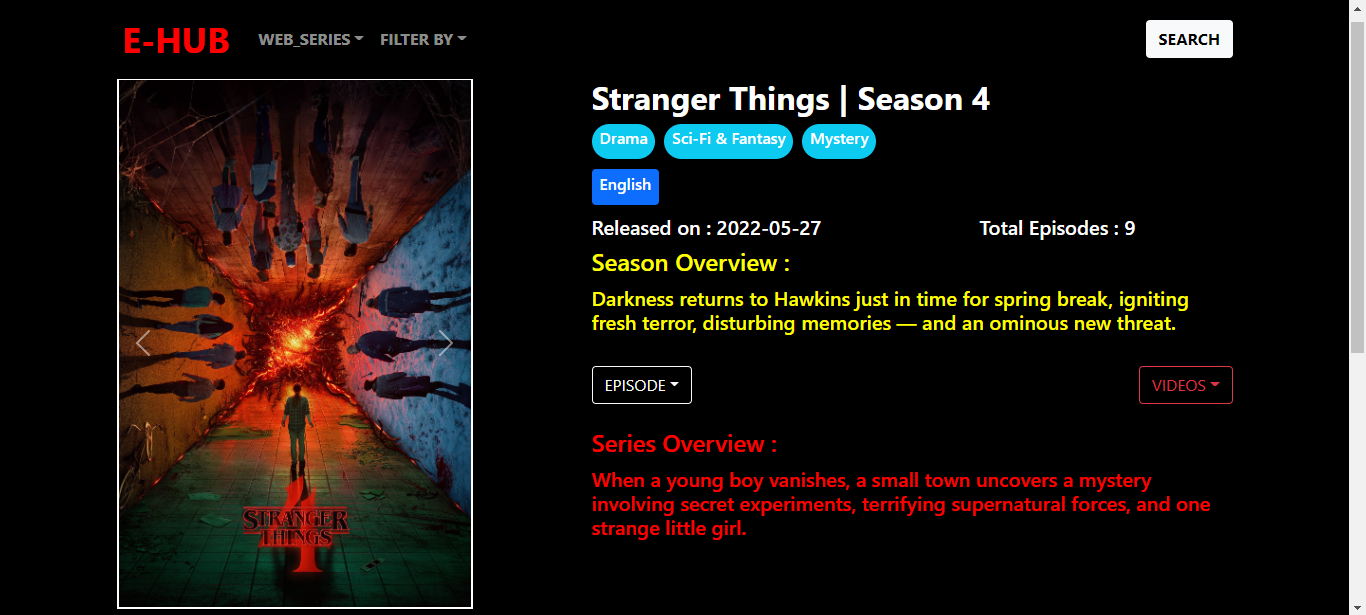 E-HUB WEB_SERIES FILTER BY SEARCH
Stranger Things | Season 4
Drama Sci-Fi & Fantasy Mystery
English
Released on : 2022-05-27 Total Episodes : 9
Season Overview :
Darkness returns to Hawkins just in time for spring break, igniting
fresh terror, disturbing memories — and an ominous new threat.
EPISODE VIDEOS
Series Overview :
When a young boy vanishes, a small town uncovers a mystery
involving secret experiments, terrifying supernatural forces, and one
strange little girl.
STRANGER
THINGS
4